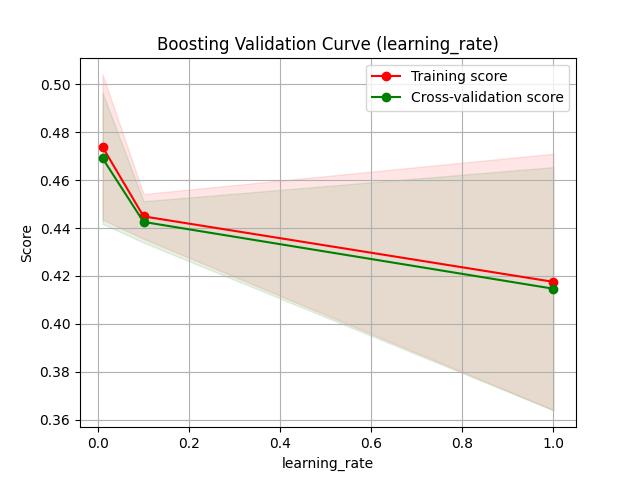 Boosting Validation Curve (learning_rate)
Training score
Cross-validation score
Score
0.50
0.48
0.46
0.44
0.42
0.40
0.38
0.36
0.0 0.2 0.4 0.6 0.8 1.0
learning_rate